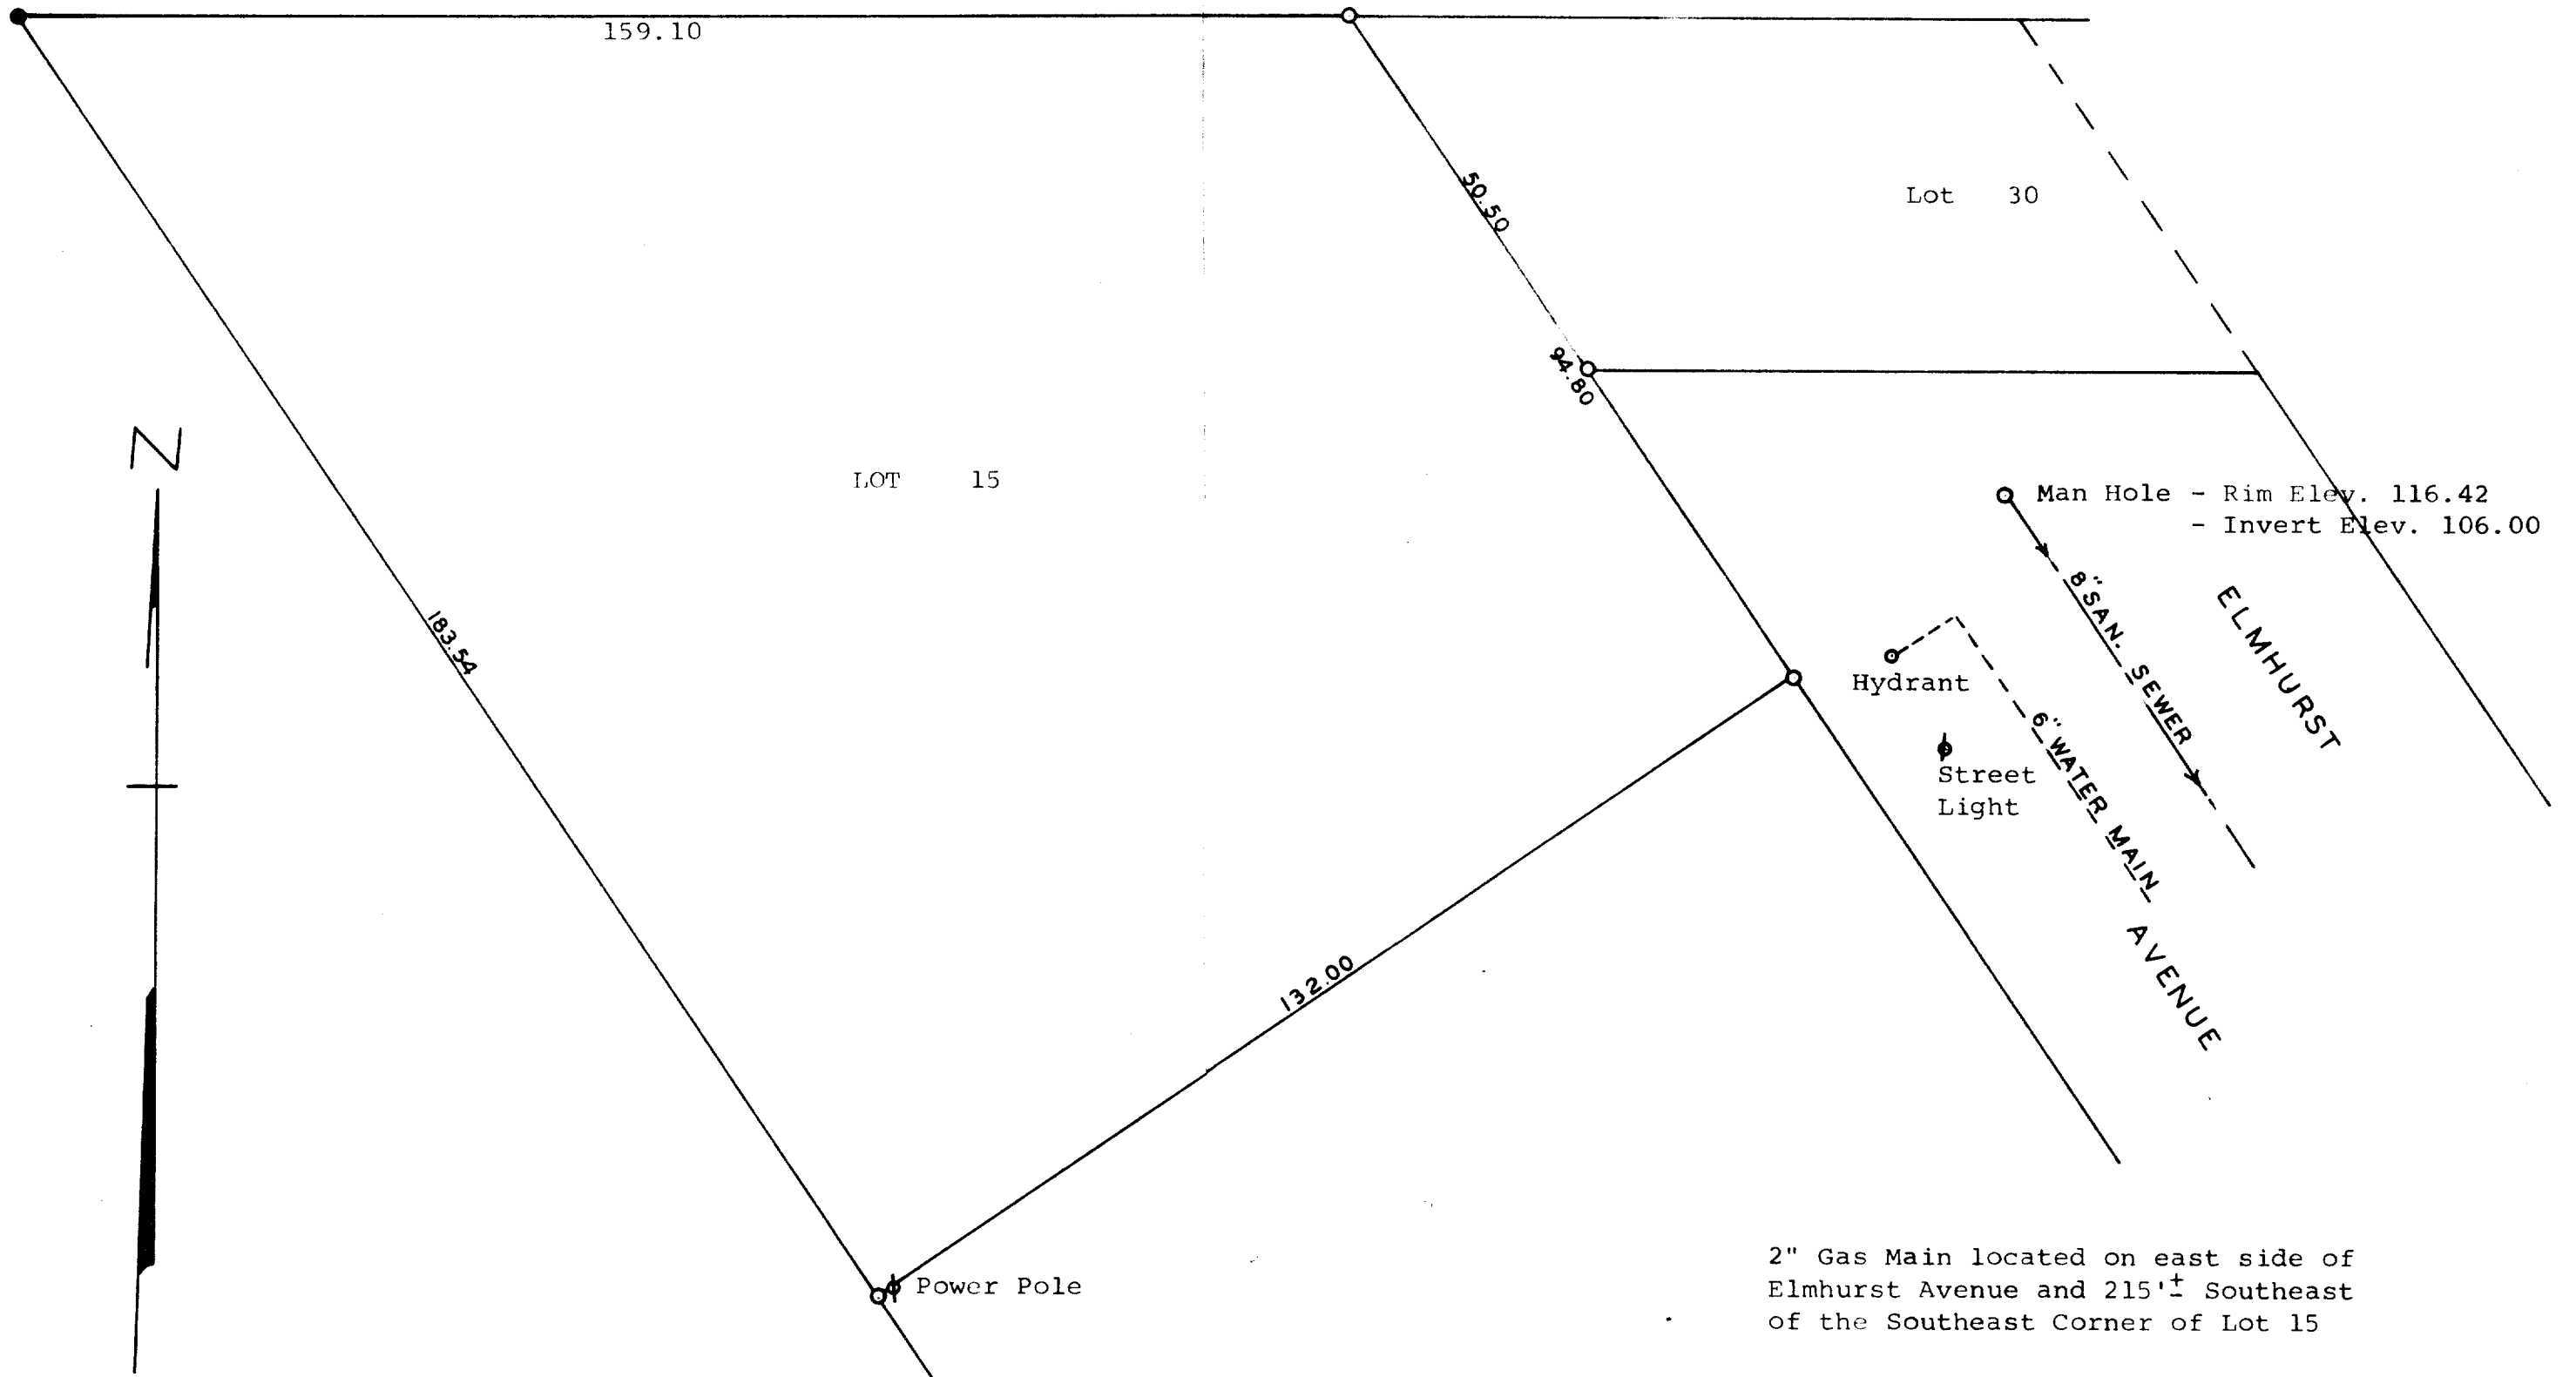 159.10
50.50
Lot 30
94.80
N
LOT 15
Man Hole - Rim Elev. 116.42
- Invert Elev. 106.00
8" SAN. SEWER
ELMHURST
183.54
Hydrant
6" WATER MAIN
Street
Light
AVENUE
132.00
Power Pole
2" Gas Main located on east side of
Elmhurst Avenue and 215'± Southeast
of the Southeast Corner of Lot 15